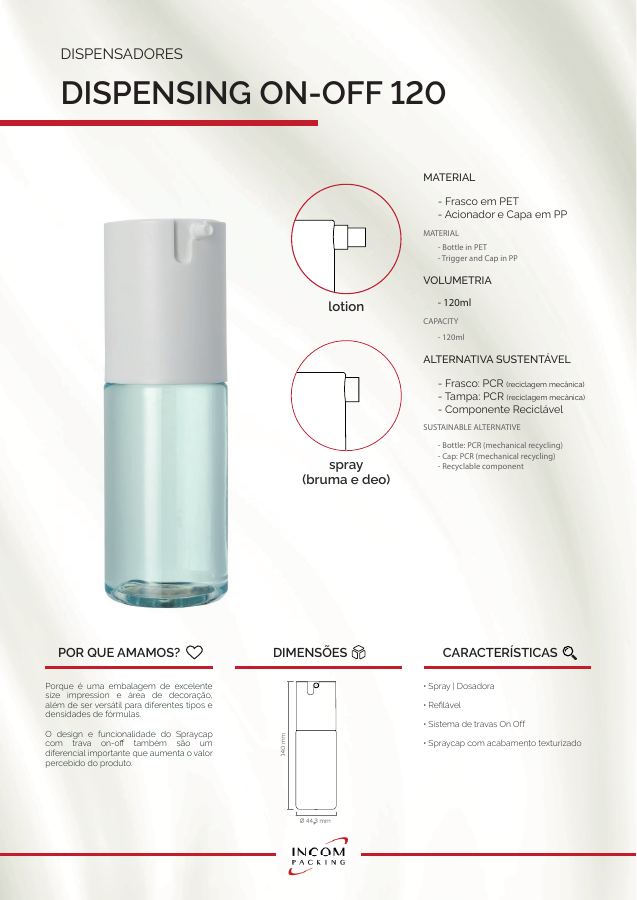 DISPENSADORES
DISPENSING ON-OFF 120
lotion
spray
(bruma e deo)
MATERIAL
- Frasco em PET
- Acionador e Capa em PP
MATERIAL
- Bottle in PET
- Trigger and Cap in PP
VOLUMETRIA
- 120ml
CAPACITY
- 120ml
ALTERNATIVA SUSTENTÁVEL
- Frasco: PCR (reciclagem mecânica)
- Tampa: PCR (reciclagem mecânica)
- Componente Reciclável
SUSTAINABLE ALTERNATIVE
- Bottle: PCR (mechanical recycling)
- Cap: PCR (mechanical recycling)
- Recyclable component
POR QUE AMAMOS?
Porque é uma embalagem de excelente
size impression e área de decoração,
além de ser versátil para diferentes tipos e
densidades de fórmulas.
O design e funcionalidade do Spraycap
com trava on-off também são um
diferencial importante que aumenta o valor
percebido do produto.
DIMENSÕES
140 mm
Ø 44,3 mm
CARACTERÍSTICAS
• Spray | Dosadora
• Refilável
• Sistema de travas On Off
• Spraycap com acabamento texturizado
INCOM
PACKING